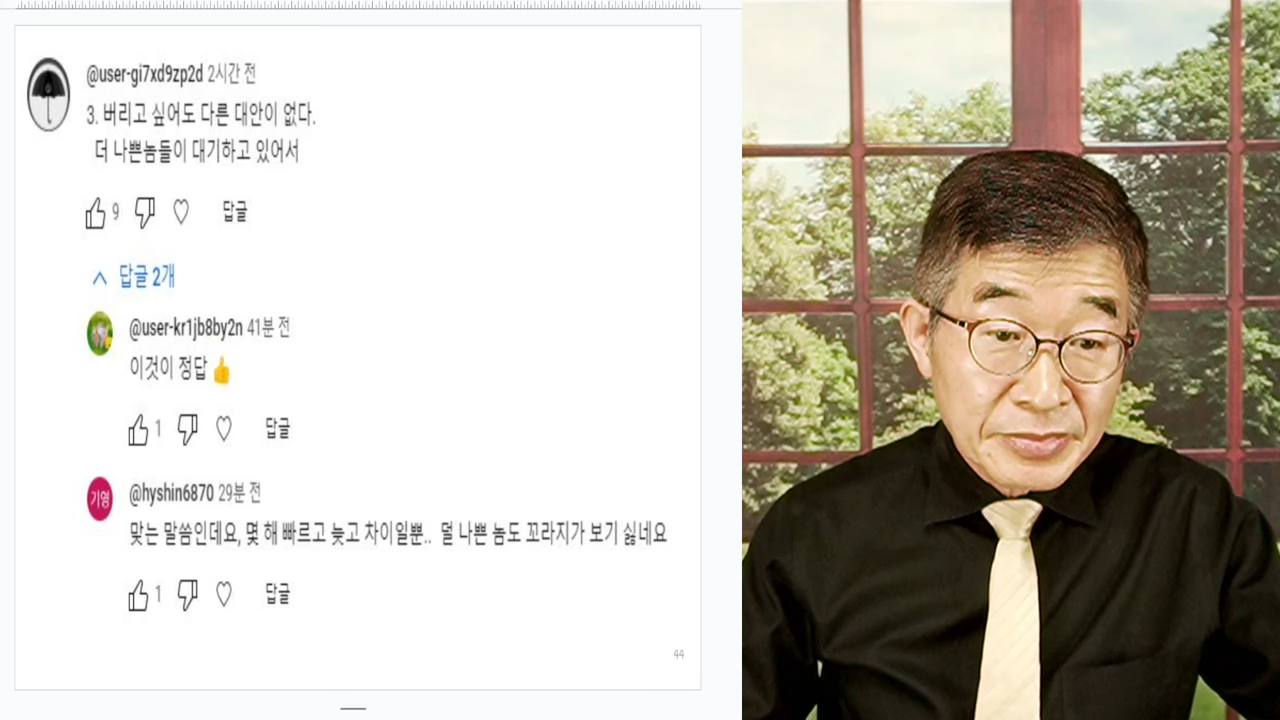 @user-gi7xd9zp2d 2시간 전
3. 버리고 싶어도 다른 대안이 없다.
더 나쁜놈들이 대기하고 있어서
9 답글
답글 2개
@user-kr1jb8by2n 41분 전
이것이 정답 👍
1 답글
기영
@hyshin6870 29분 전
맞는 말씀인데요, 몇 해 빠르고 늦고 차이일뿐.. 덜 나쁜 놈도 꼬라지가 보기 싫네요
1 답글
44